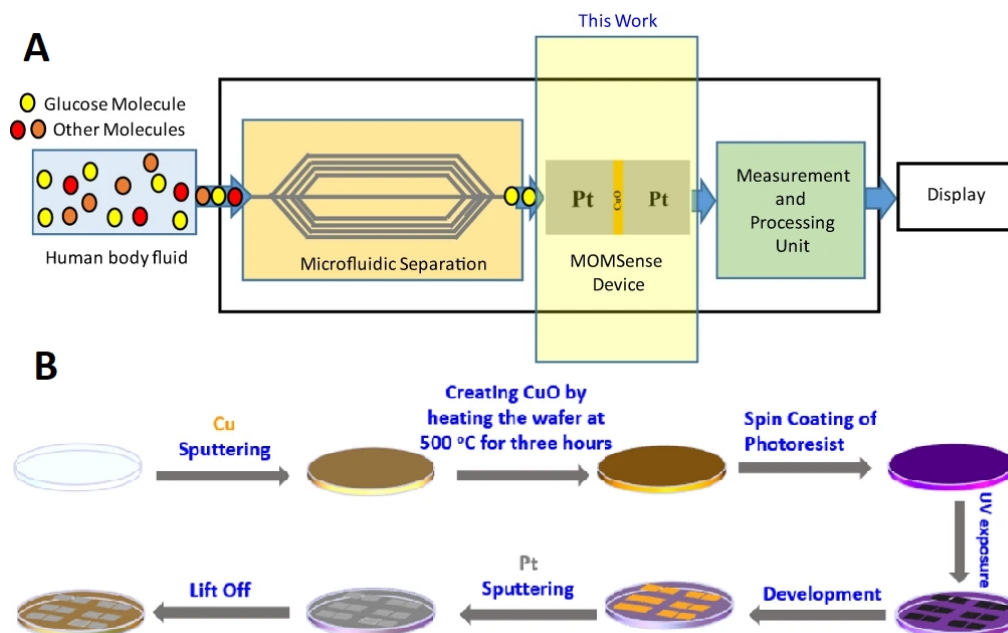 This Work
A
Glucose Molecule
Other Molecules
Human body fluid
Microfluidic Separation
Pt
CuO
Pt
MOMSense
Device
Measurement
and
Processing
Unit
Display
B
Cu
Sputtering
Creating CuO by
heating the wafer at
500 °C for three hours
Spin Coating of
Photoresist
UV exposure
Development
Pt
Sputtering
Lift Off